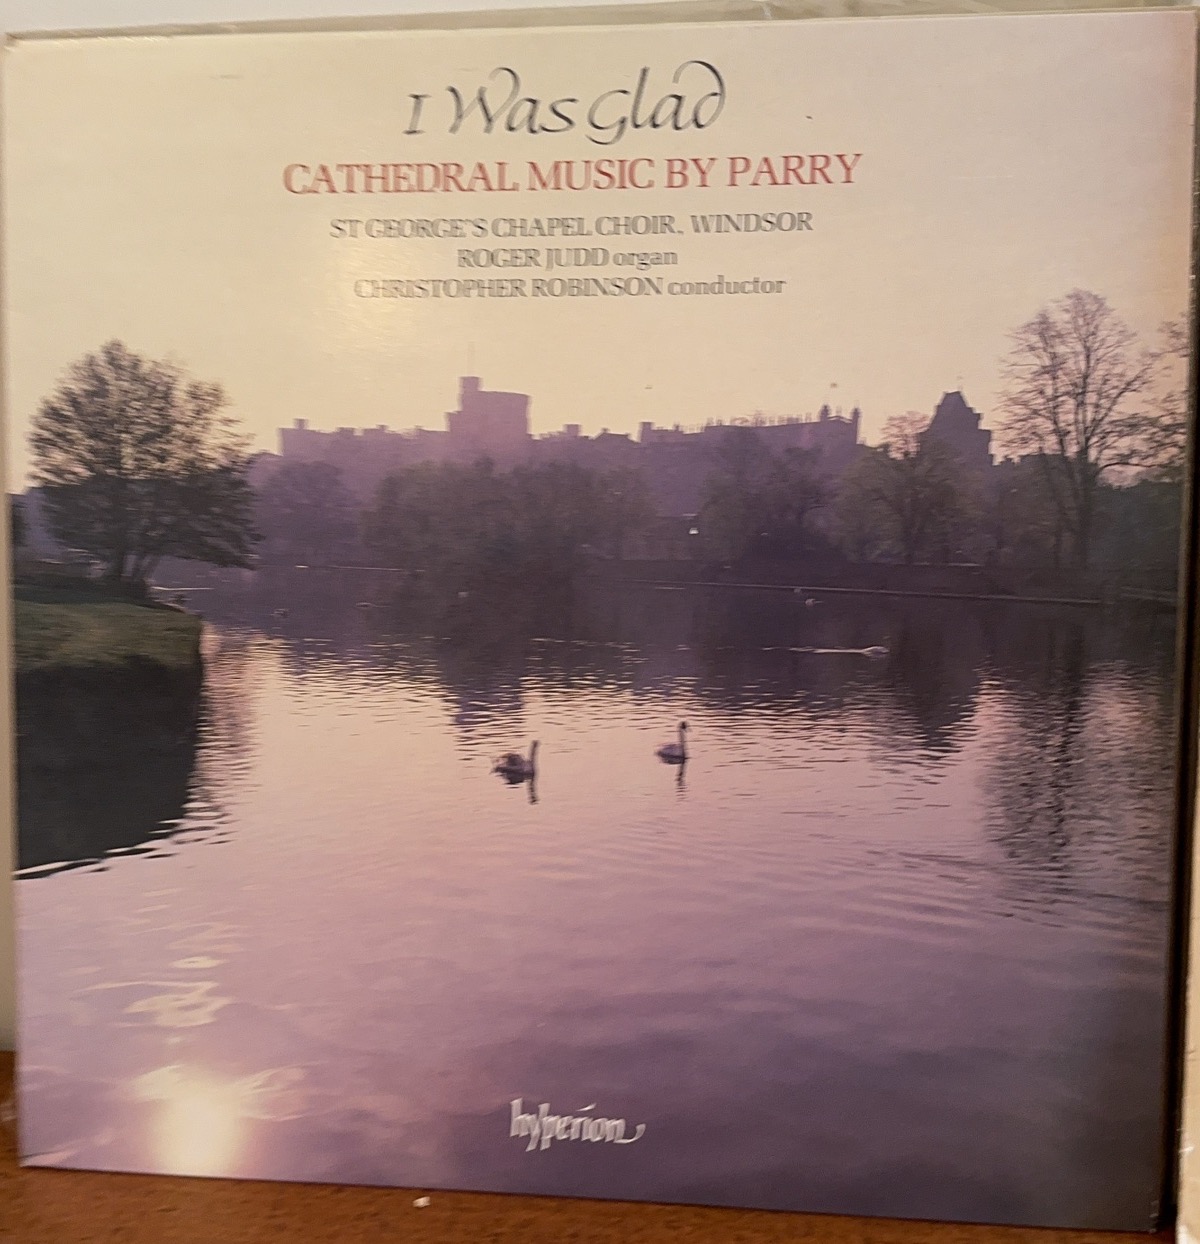 I Was Glad
CATHEDRAL MUSIC BY PARRY
ST GEORGE'S CHAPEL CHOIR, WINDSOR
ROGER JUDD organ
CHRISTOPHER ROBINSON conductor
hyperion